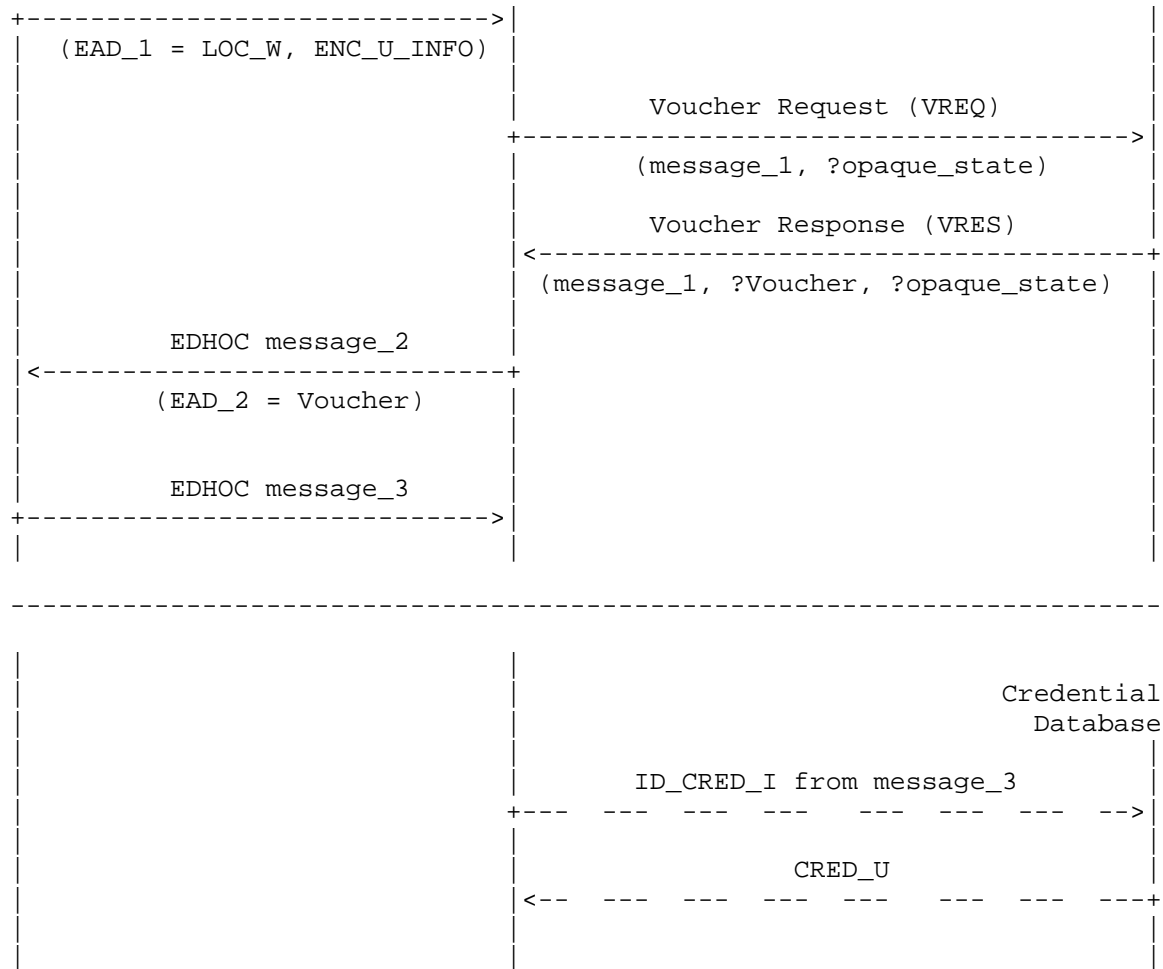 (EAD_1 = LOC_W, ENC_U_INFO)
Voucher Request (VREQ)
(message_1, ?opaque_state)
Voucher Response (VRES)
(message_1, ?Voucher, ?opaque_state)
EDHOC message_2
(EAD_2 = Voucher)
EDHOC message_3
Credential
Database
ID_CRED_I from message_3
CRED_U